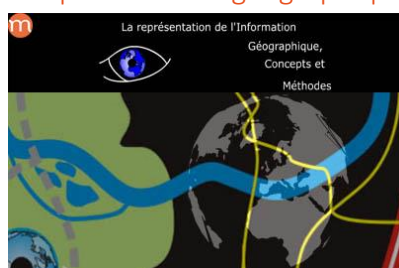 m
La représentation de l'Information
Géographique,
Concepts et
Méthodes